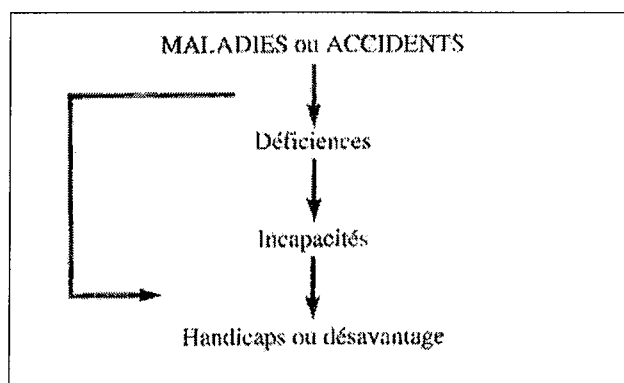 MALADIES ou ACCIDENTS
Déficiences
Incapacités
Handicaps ou désavantage